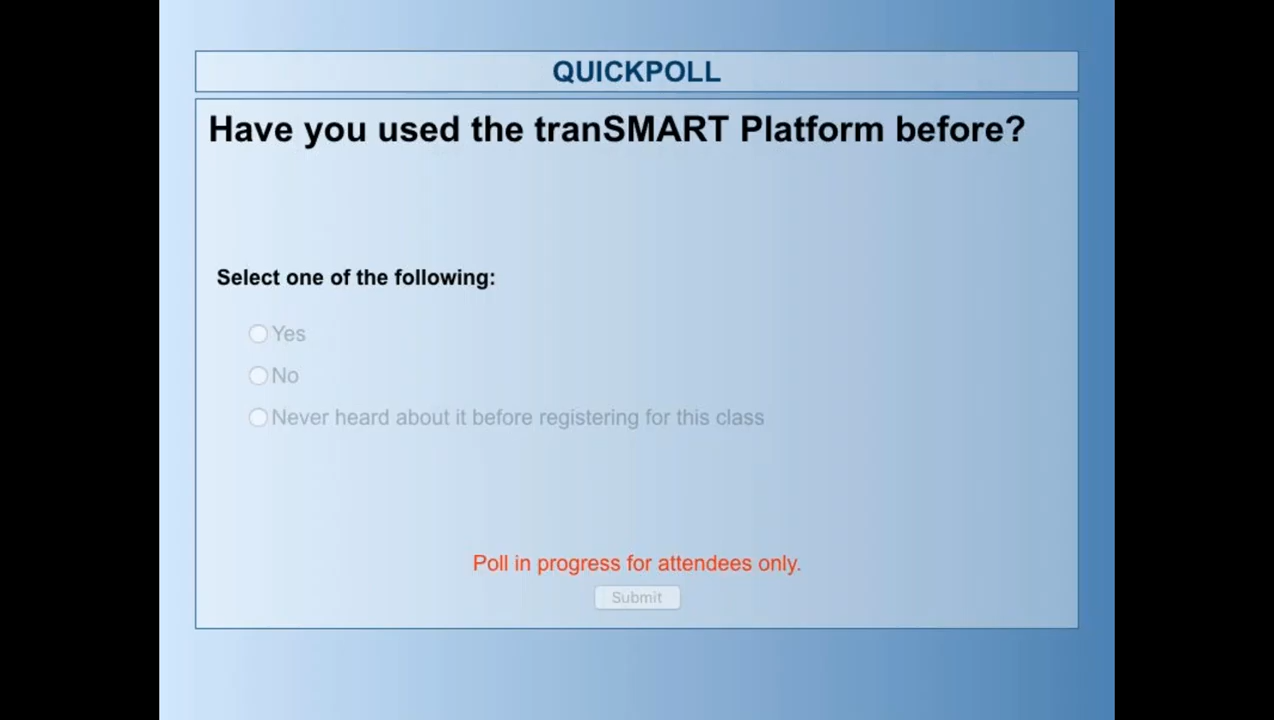 QUICKPOLL
Have you used the tranSMART Platform before?
Select one of the following:
Yes
No
Never heard about it before registering for this class
Poll in progress for attendees only.
Submit